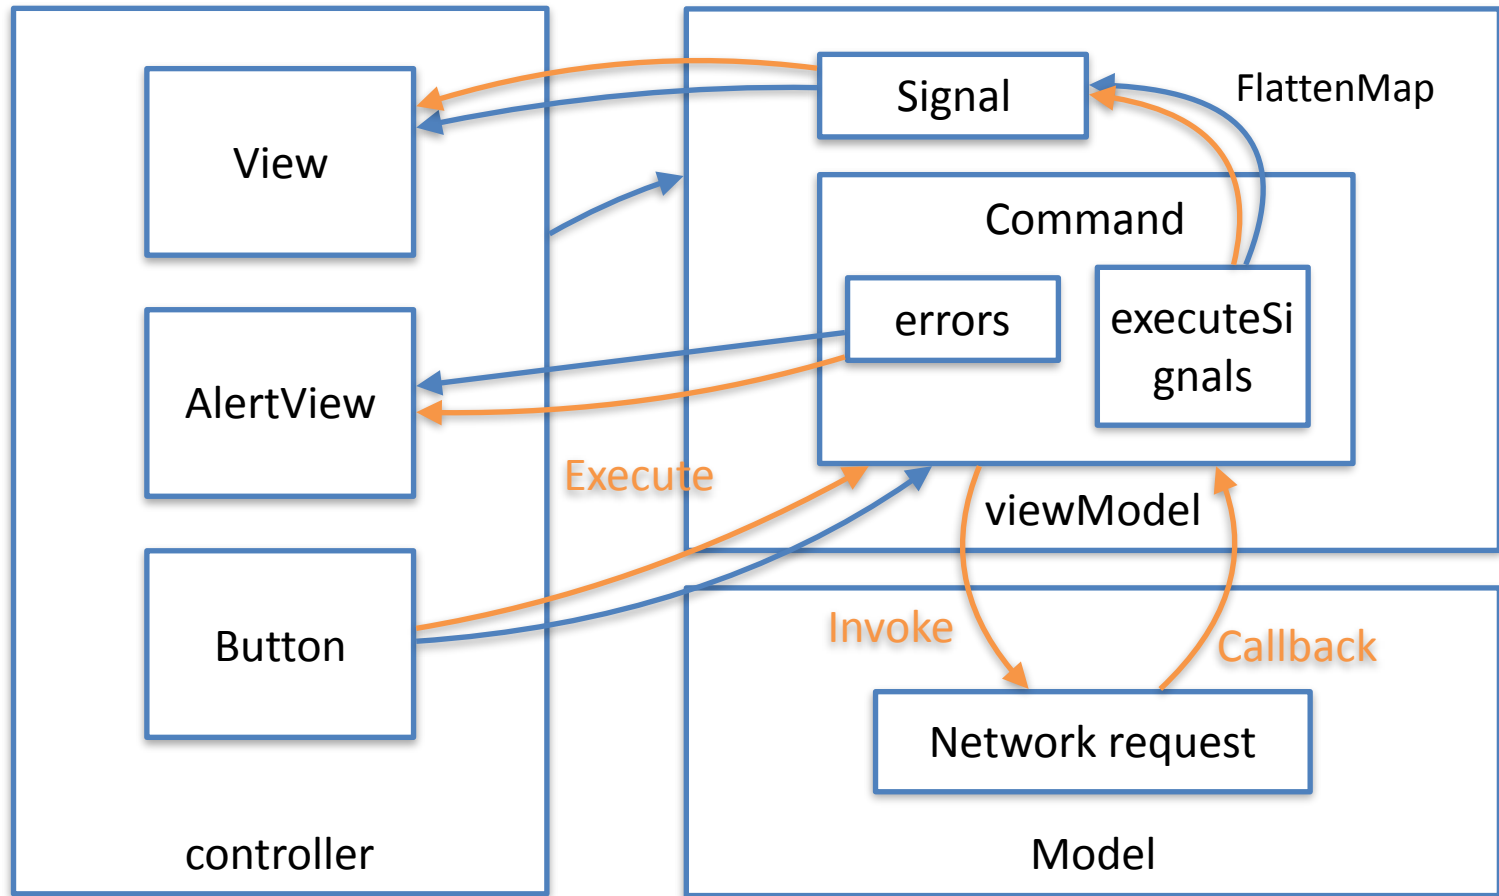 Signal
FlattenMap
View
Command
errors
executeSi
gnals
AlertView
Execute
viewModel
Button
Invoke
Callback
Network request
controller
Model